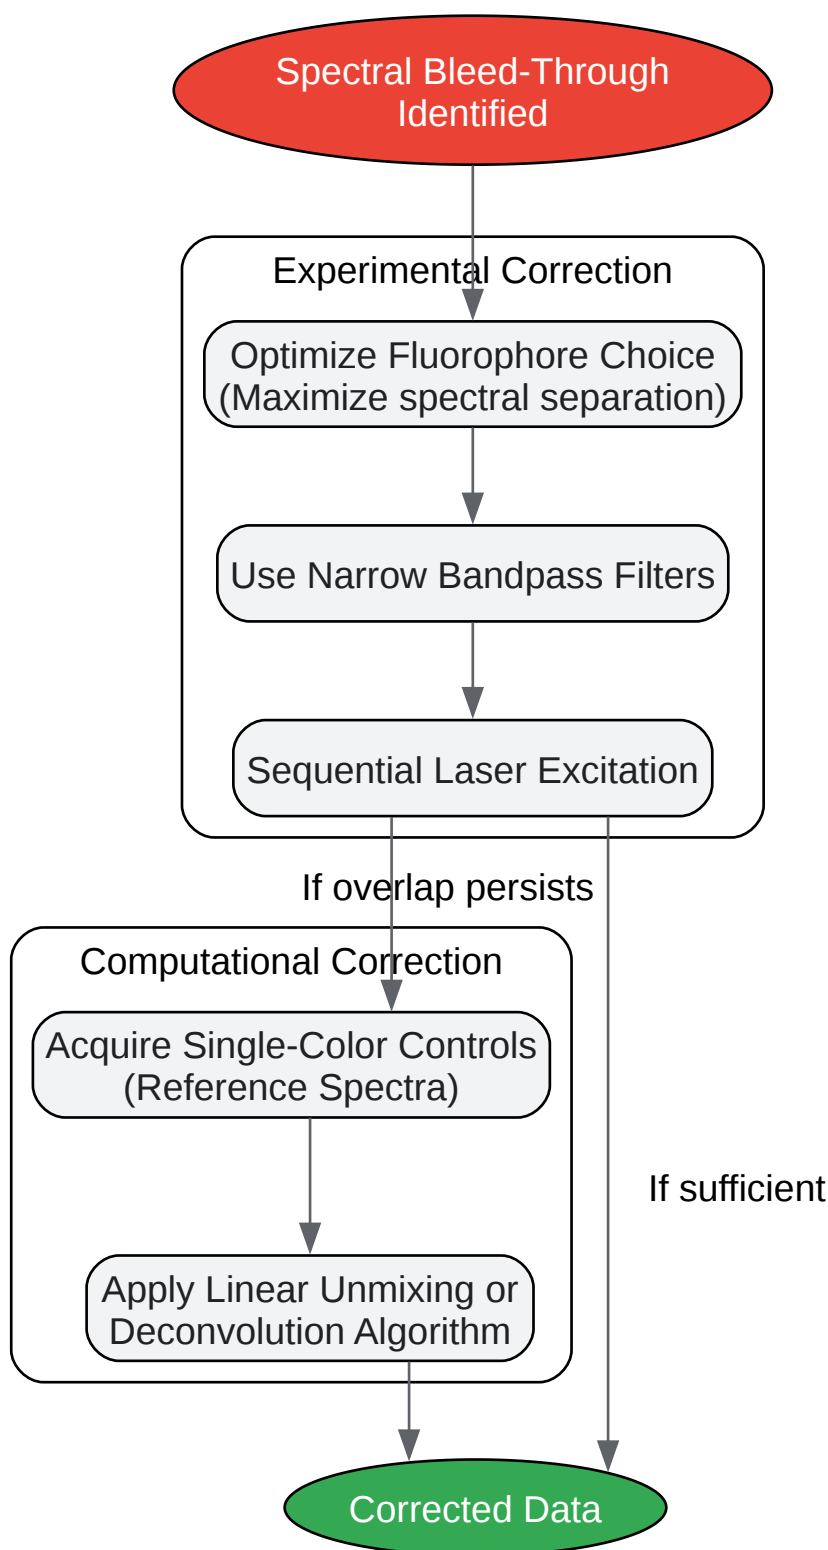 Spectral Bleed-Through
Identified
Experimental Correction
Optimize Fluorophore Choice
(Maximize spectral separation)
Use Narrow Bandpass Filters
Sequential Laser Excitation
If overlap persists
Computational Correction
Acquire Single-Color Controls
(Reference Spectra)
If sufficient
Apply Linear Unmixing or
Deconvolution Algorithm
Corrected Data